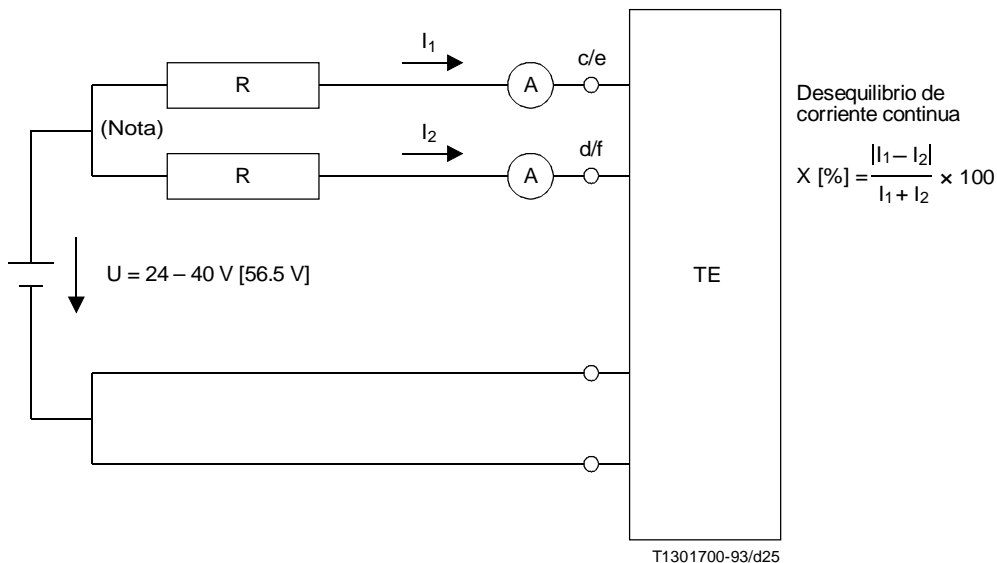 I1
R
A
c/e
(Nota)
I2
R
A
d/f
U = 24 – 40 V [56.5 V]
TE
Desequilibrio de
corriente continua
X [%] = |I1 – I2| / I1 + I2 × 100
T1301700-93/d25